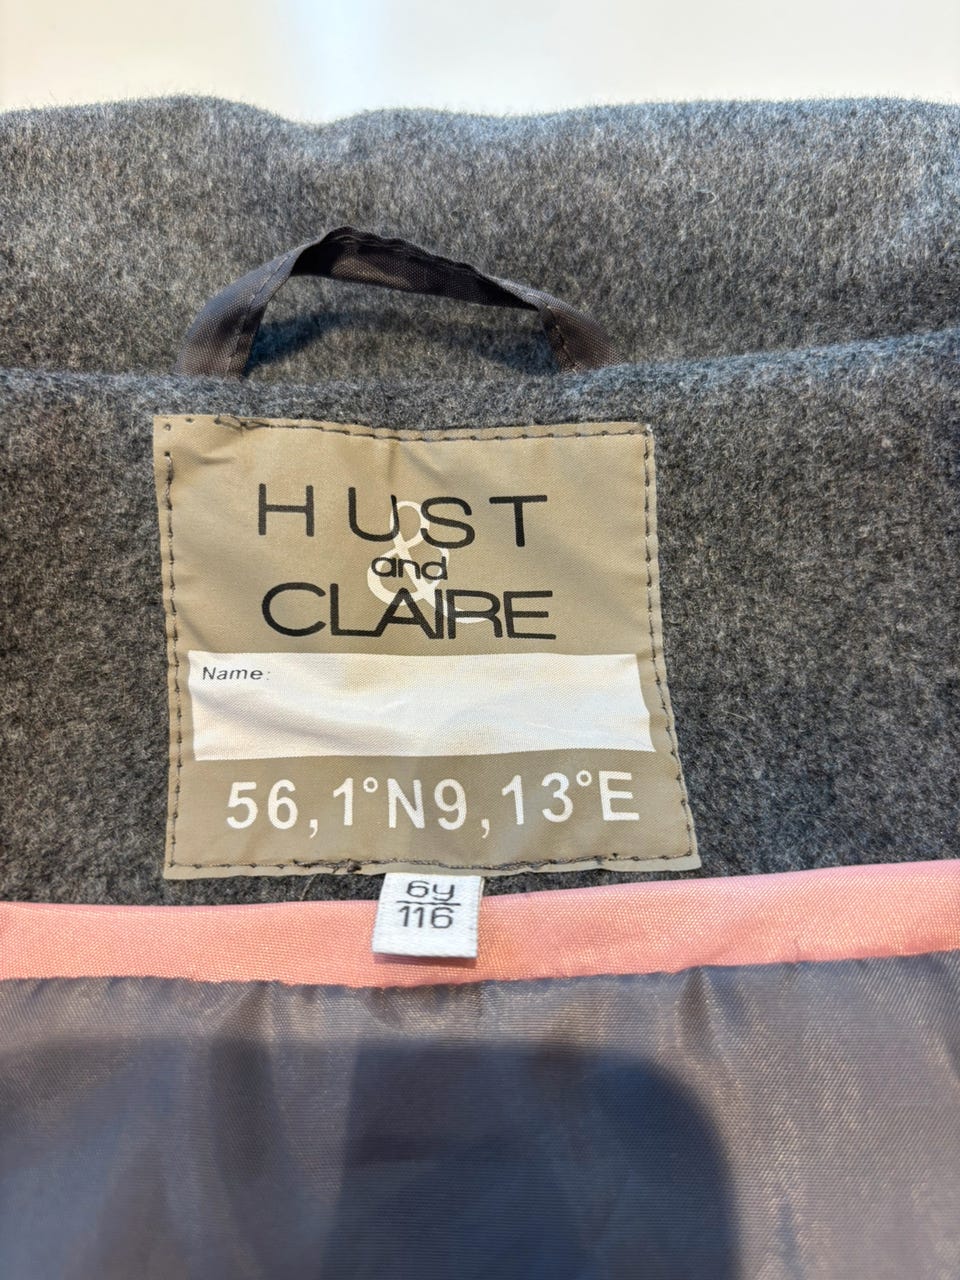 HUST
&
and
CLAIRE
Name:
56,1°N9,13°E
6y
116